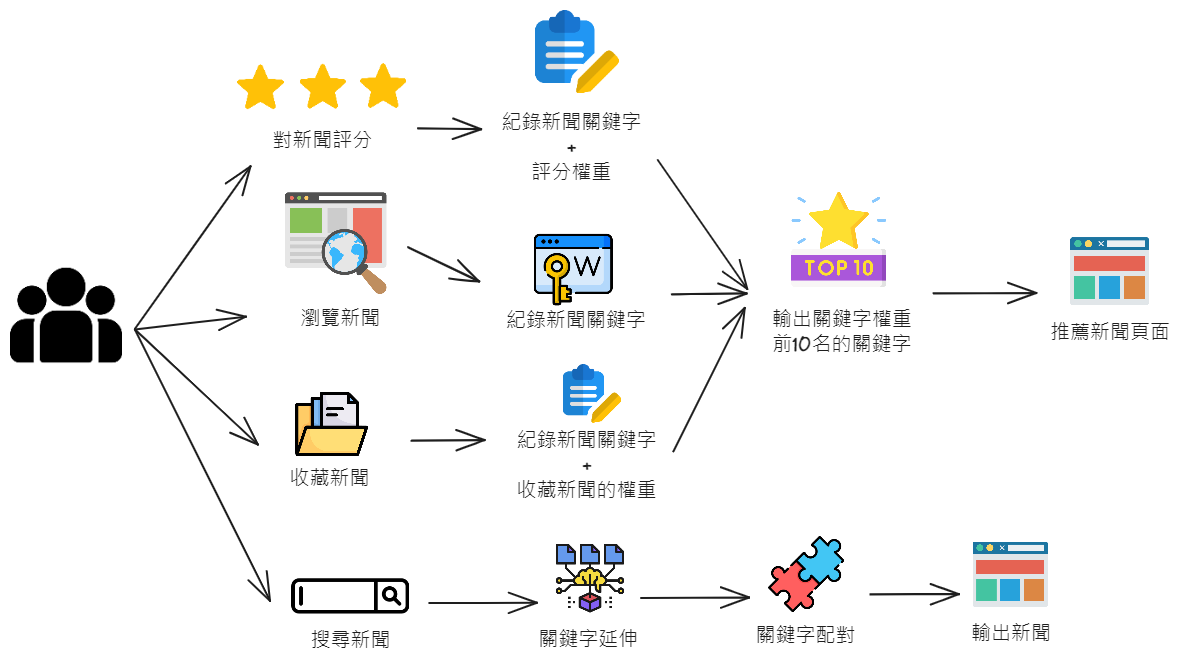 對新聞評分
紀錄新聞關鍵字
+
評分權重
瀏覽新聞
W
紀錄新聞關鍵字
收藏新聞
紀錄新聞關鍵字
+
收藏新聞的權重
TOP 10
輸出關鍵字權重
前10名的關鍵字
推薦新聞頁面
搜尋新聞
關鍵字延伸
關鍵字配對
輸出新聞